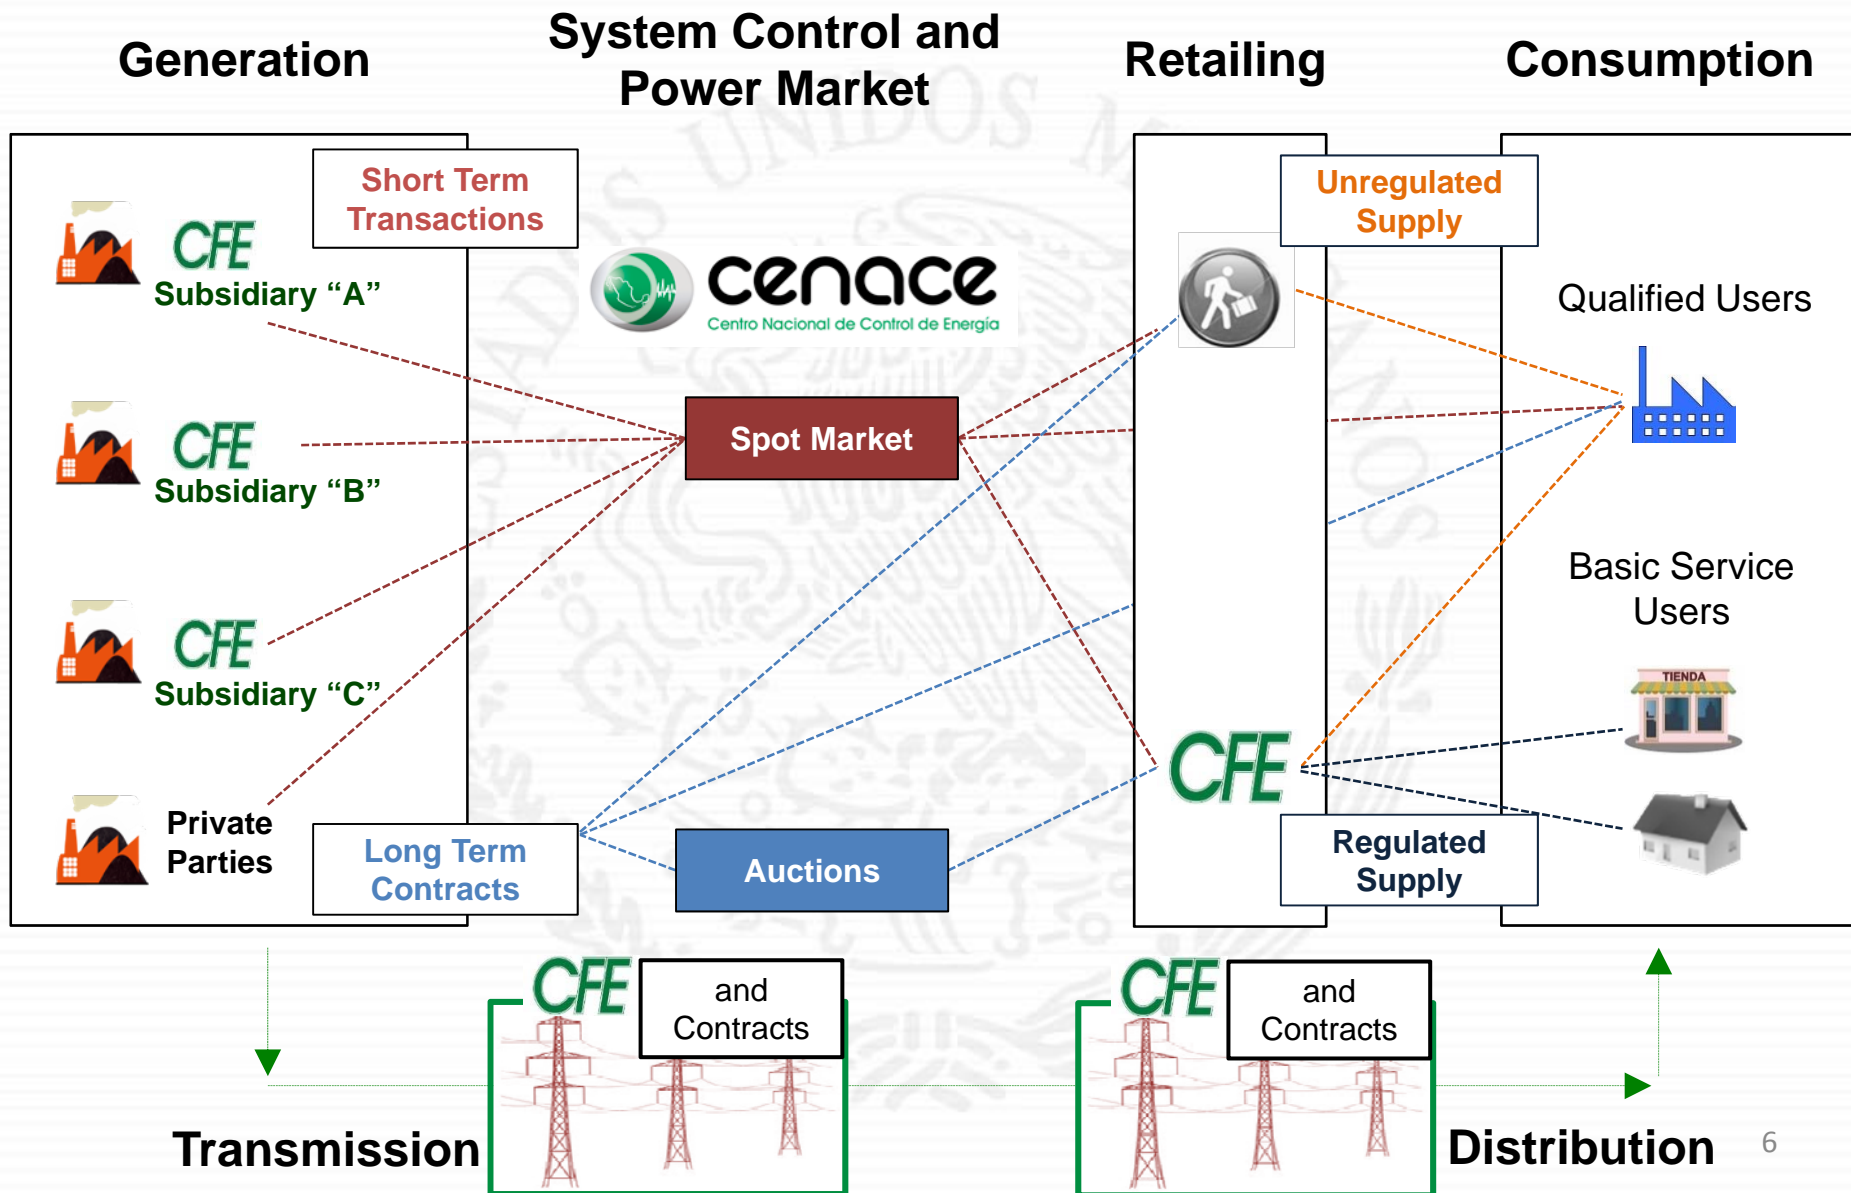 Generation
System Control and
Power Market
Retailing
Consumption
Short Term
Transactions
Unregulated
Supply
CFE
Subsidiary “A”
cenace
Centro Nacional de Control de Energía
Qualified Users
Spot Market
CFE
Subsidiary “B”
Basic Service
Users
CFE
Subsidiary “C”
TIENDA
CFE
Private
Parties
Long Term
Contracts
Auctions
Regulated
Supply
CFE
and
Contracts
CFE
and
Contracts
Transmission
Distribution
6
UNIDOS M